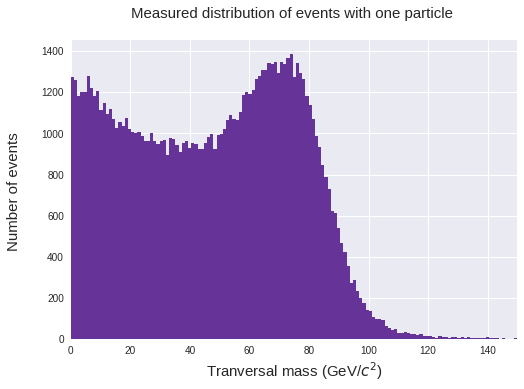 Measured distribution of events with one particle
Number of events
1400
1200
1000
800
600
400
200
0
0 20 40 60 80 100 120 140
Tranversal mass (GeV/c²)